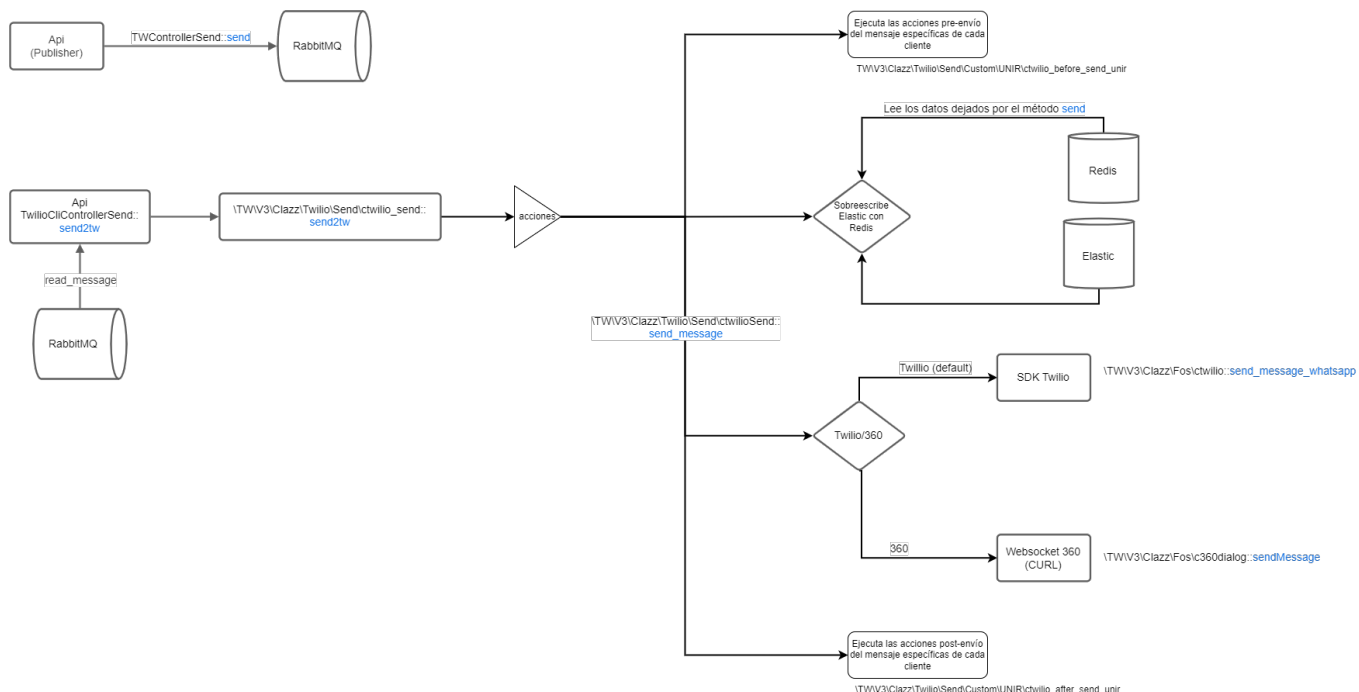 Api
(Publisher)
TWControllerSend::send
RabbitMQ
Ejecuta las acciones pre-envío
del mensaje específicas de cada
cliente
TW\V3\Clazz\Twilio\Send\Custom\UNIR\ctwilio_before_send_unir
Lee los datos dejados por el método send
Redis
Api
TwilioCliControllerSend::
send2tw
\TW\V3\Clazz\Twilio\Send\ctwilio_send::
send2tw
acciones
Sobreescribe
Elastic con
Redis
Elastic
read_message
RabbitMQ
\TW\V3\Clazz\Twilio\Send\ctwilioSend::
send_message
Twillio (default)
SDK Twilio
\TW\V3\Clazz\Fos\ctwilio::send_message_whatsapp
Twilio/360
360
Websocket 360
(CURL)
\TW\V3\Clazz\Fos\c360dialog::sendMessage
Ejecuta las acciones post-envío
del mensaje específicas de cada
cliente
\TW\V3\Clazz\Twilio\Send\Custom\UNIR\ctwilio_after_send_unir